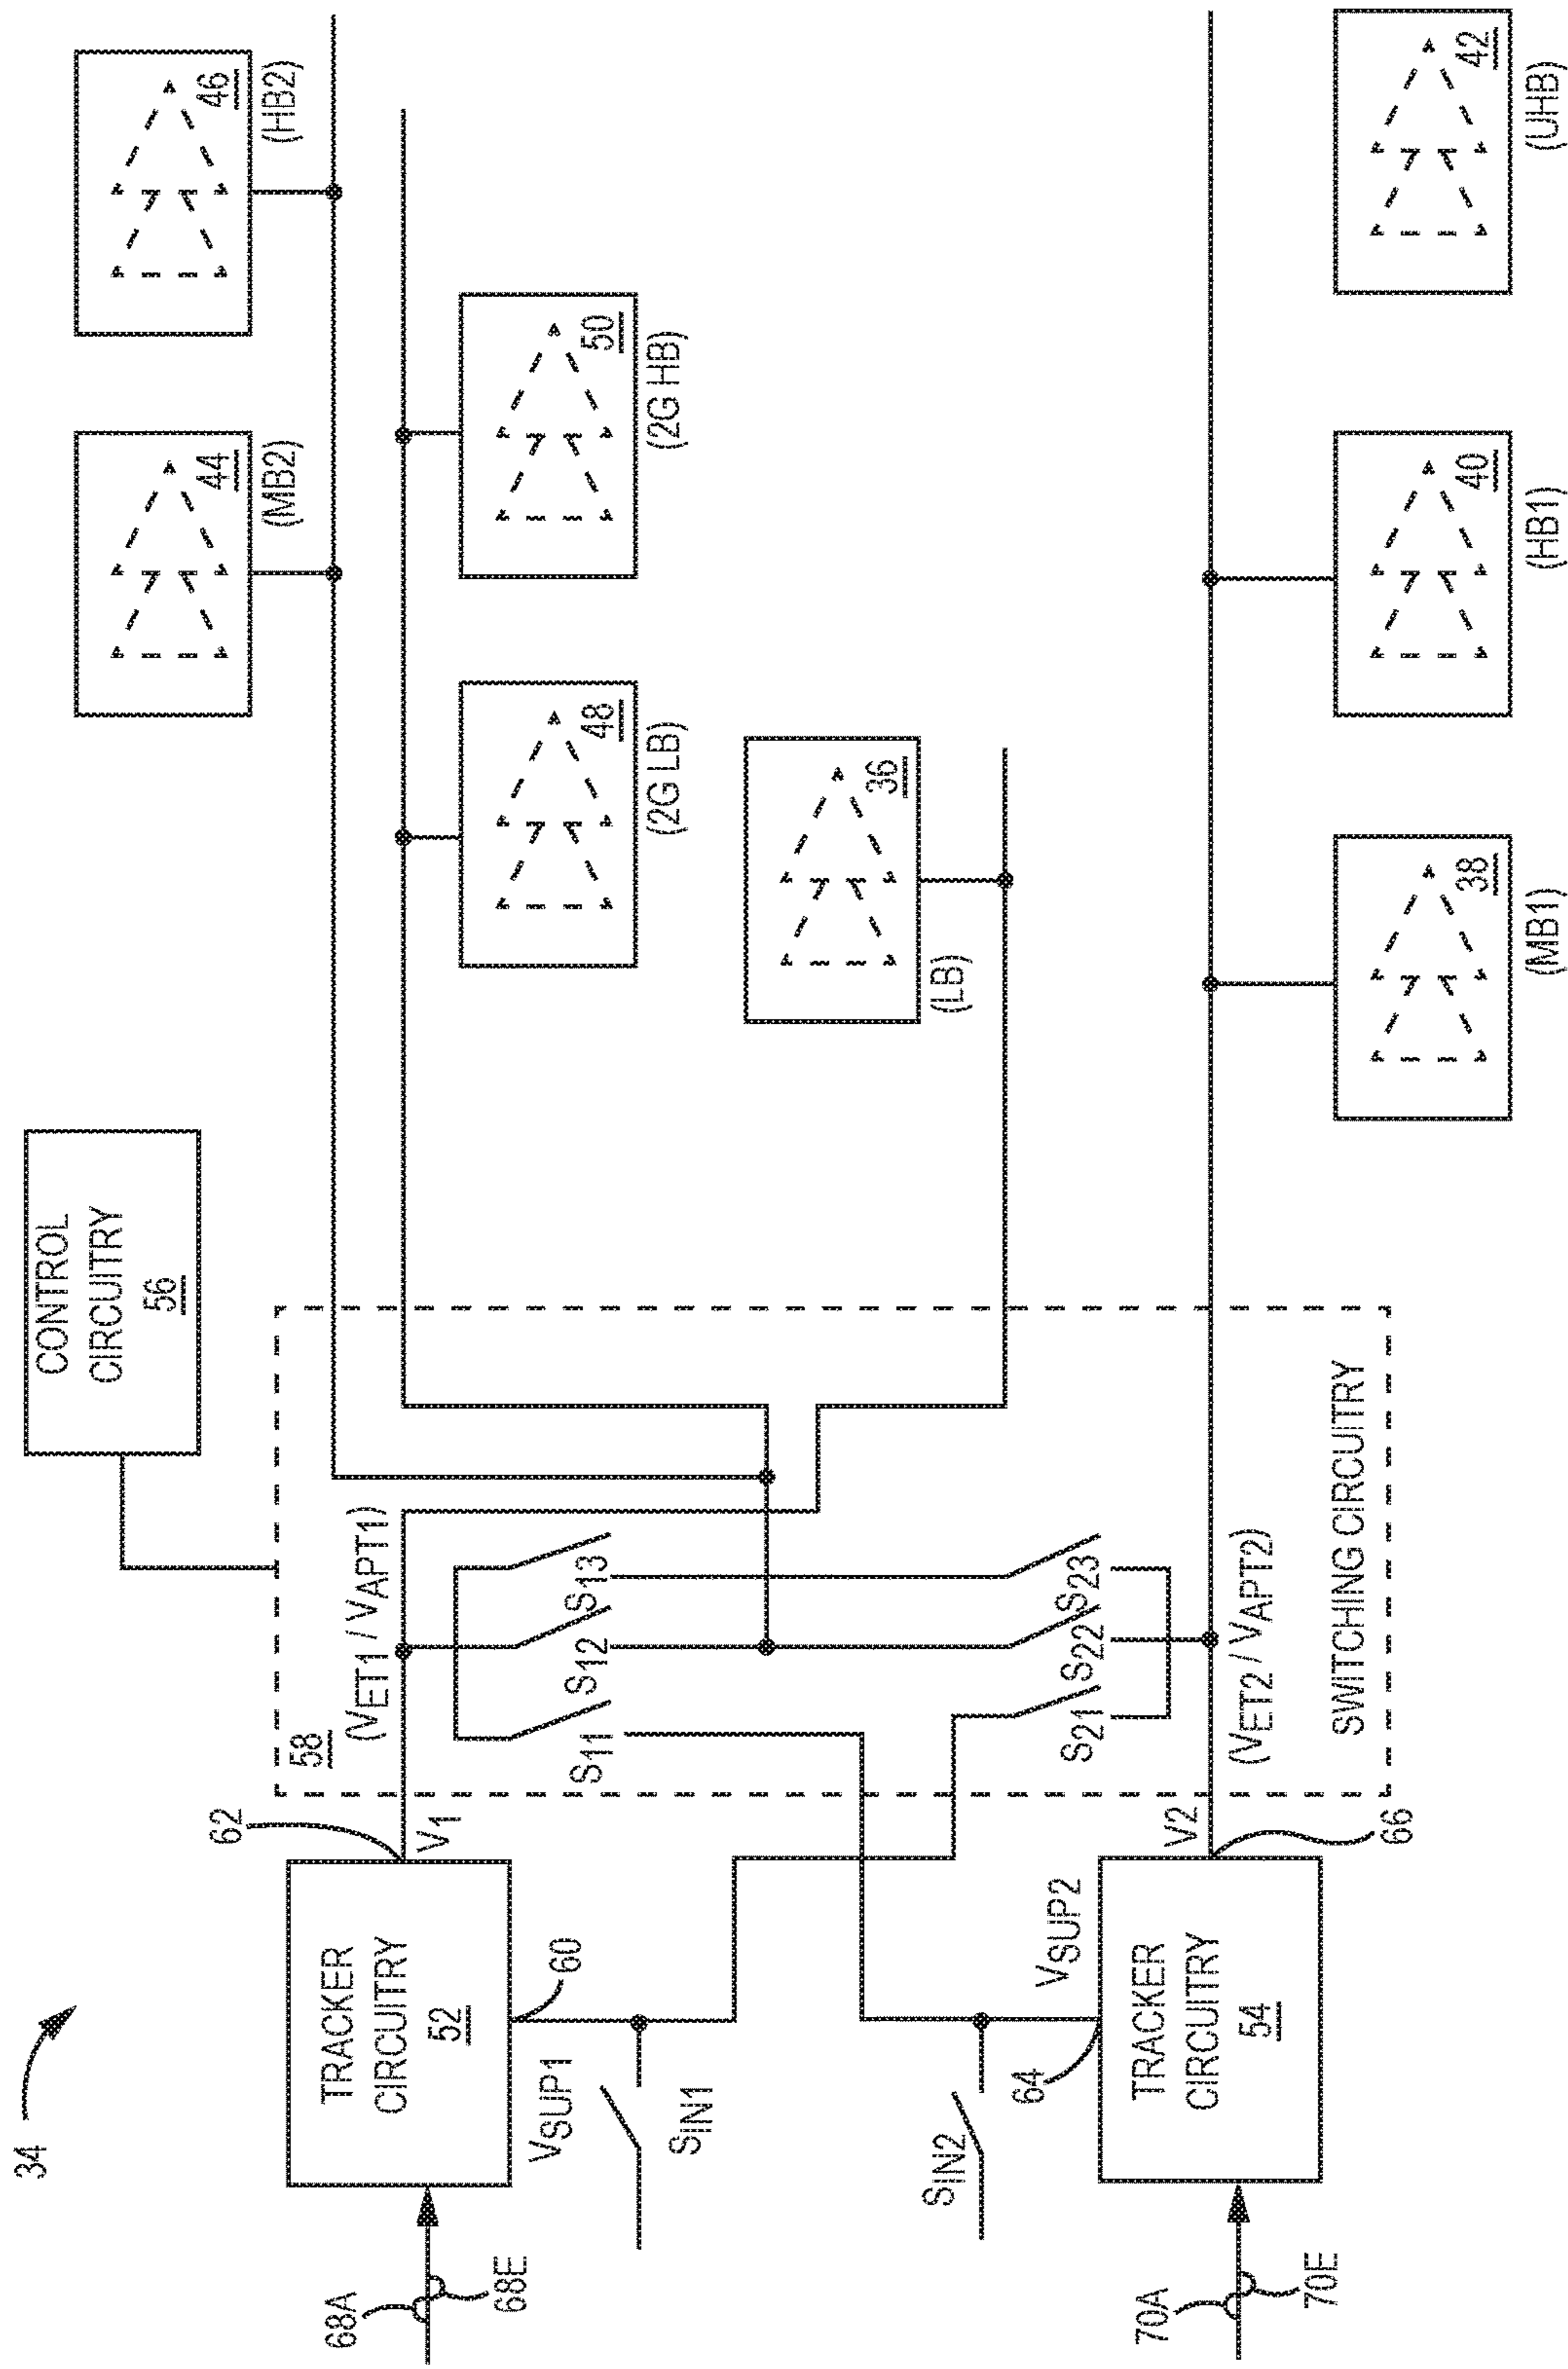 34
CONTROL
CIRCUITRY
56
44
(MB2)
46
(HB2)
68A
68E
TRACKER
CIRCUITRY
52
62
V1
58
(VET1 / VAPT1)
48
(2G LB)
50
(2G HB)
VSUP1
60
SIN1
S11
S12
S13
36
(LB)
SIN2
64
VSUP2
S21
S22
S23
70A
70E
TRACKER
CIRCUITRY
54
V2
66
(VET2 / VAPT2)
SWITCHING CIRCUITRY
38
(MB1)
40
(HB1)
42
(UHB)